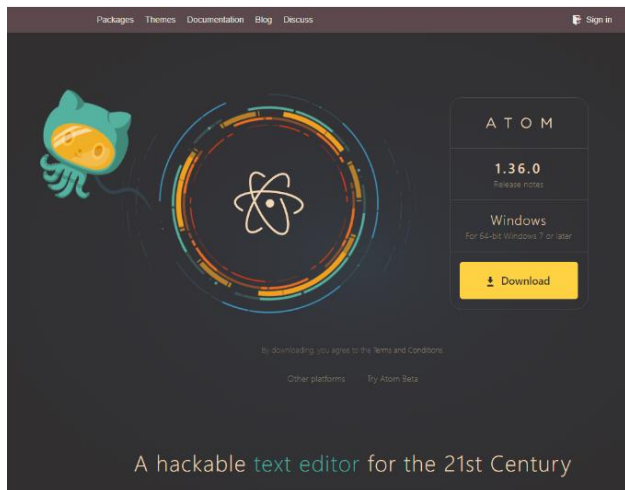 Packages Themes Documentation Blog Discuss Sign in
ATOM
1.36.0
Release notes
Windows
For 64-bit Windows 7 or later
Download
By downloading, you agree to the Terms and Conditions.
Other platforms Try Atom Beta
A hackable text editor for the 21st Century